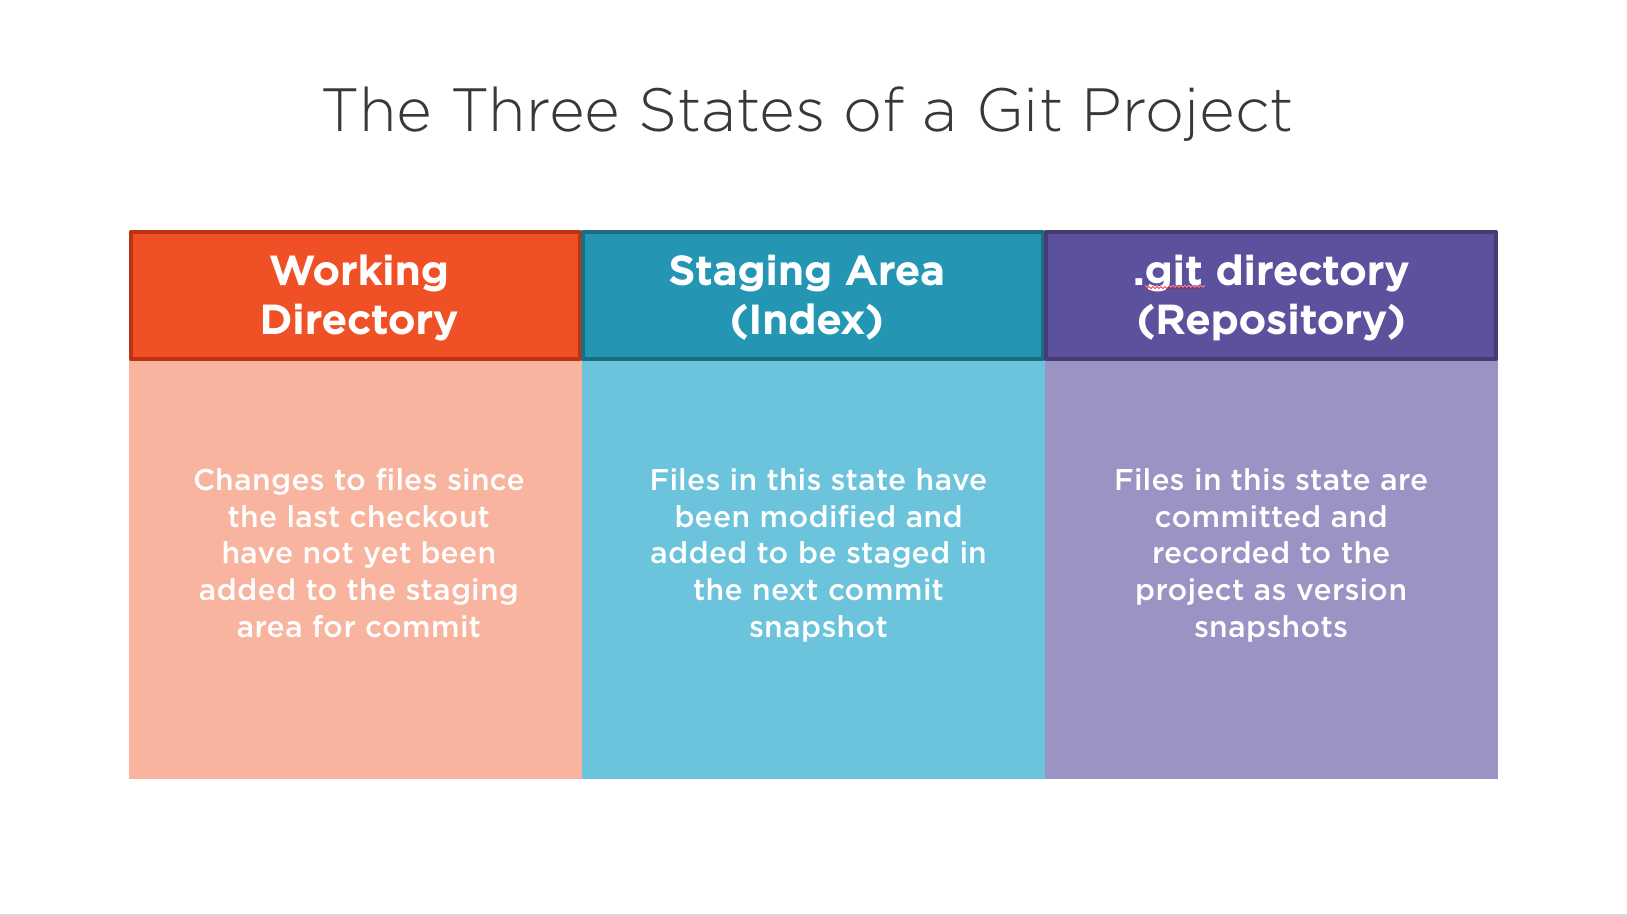 The Three States of a Git Project
Working
Directory
Staging Area
(Index)
.git directory
(Repository)
Changes to files since
the last checkout
have not yet been
added to the staging
area for commit
Files in this state have
been modified and
added to be staged in
the next commit
snapshot
Files in this state are
committed and
recorded to the
project as version
snapshots